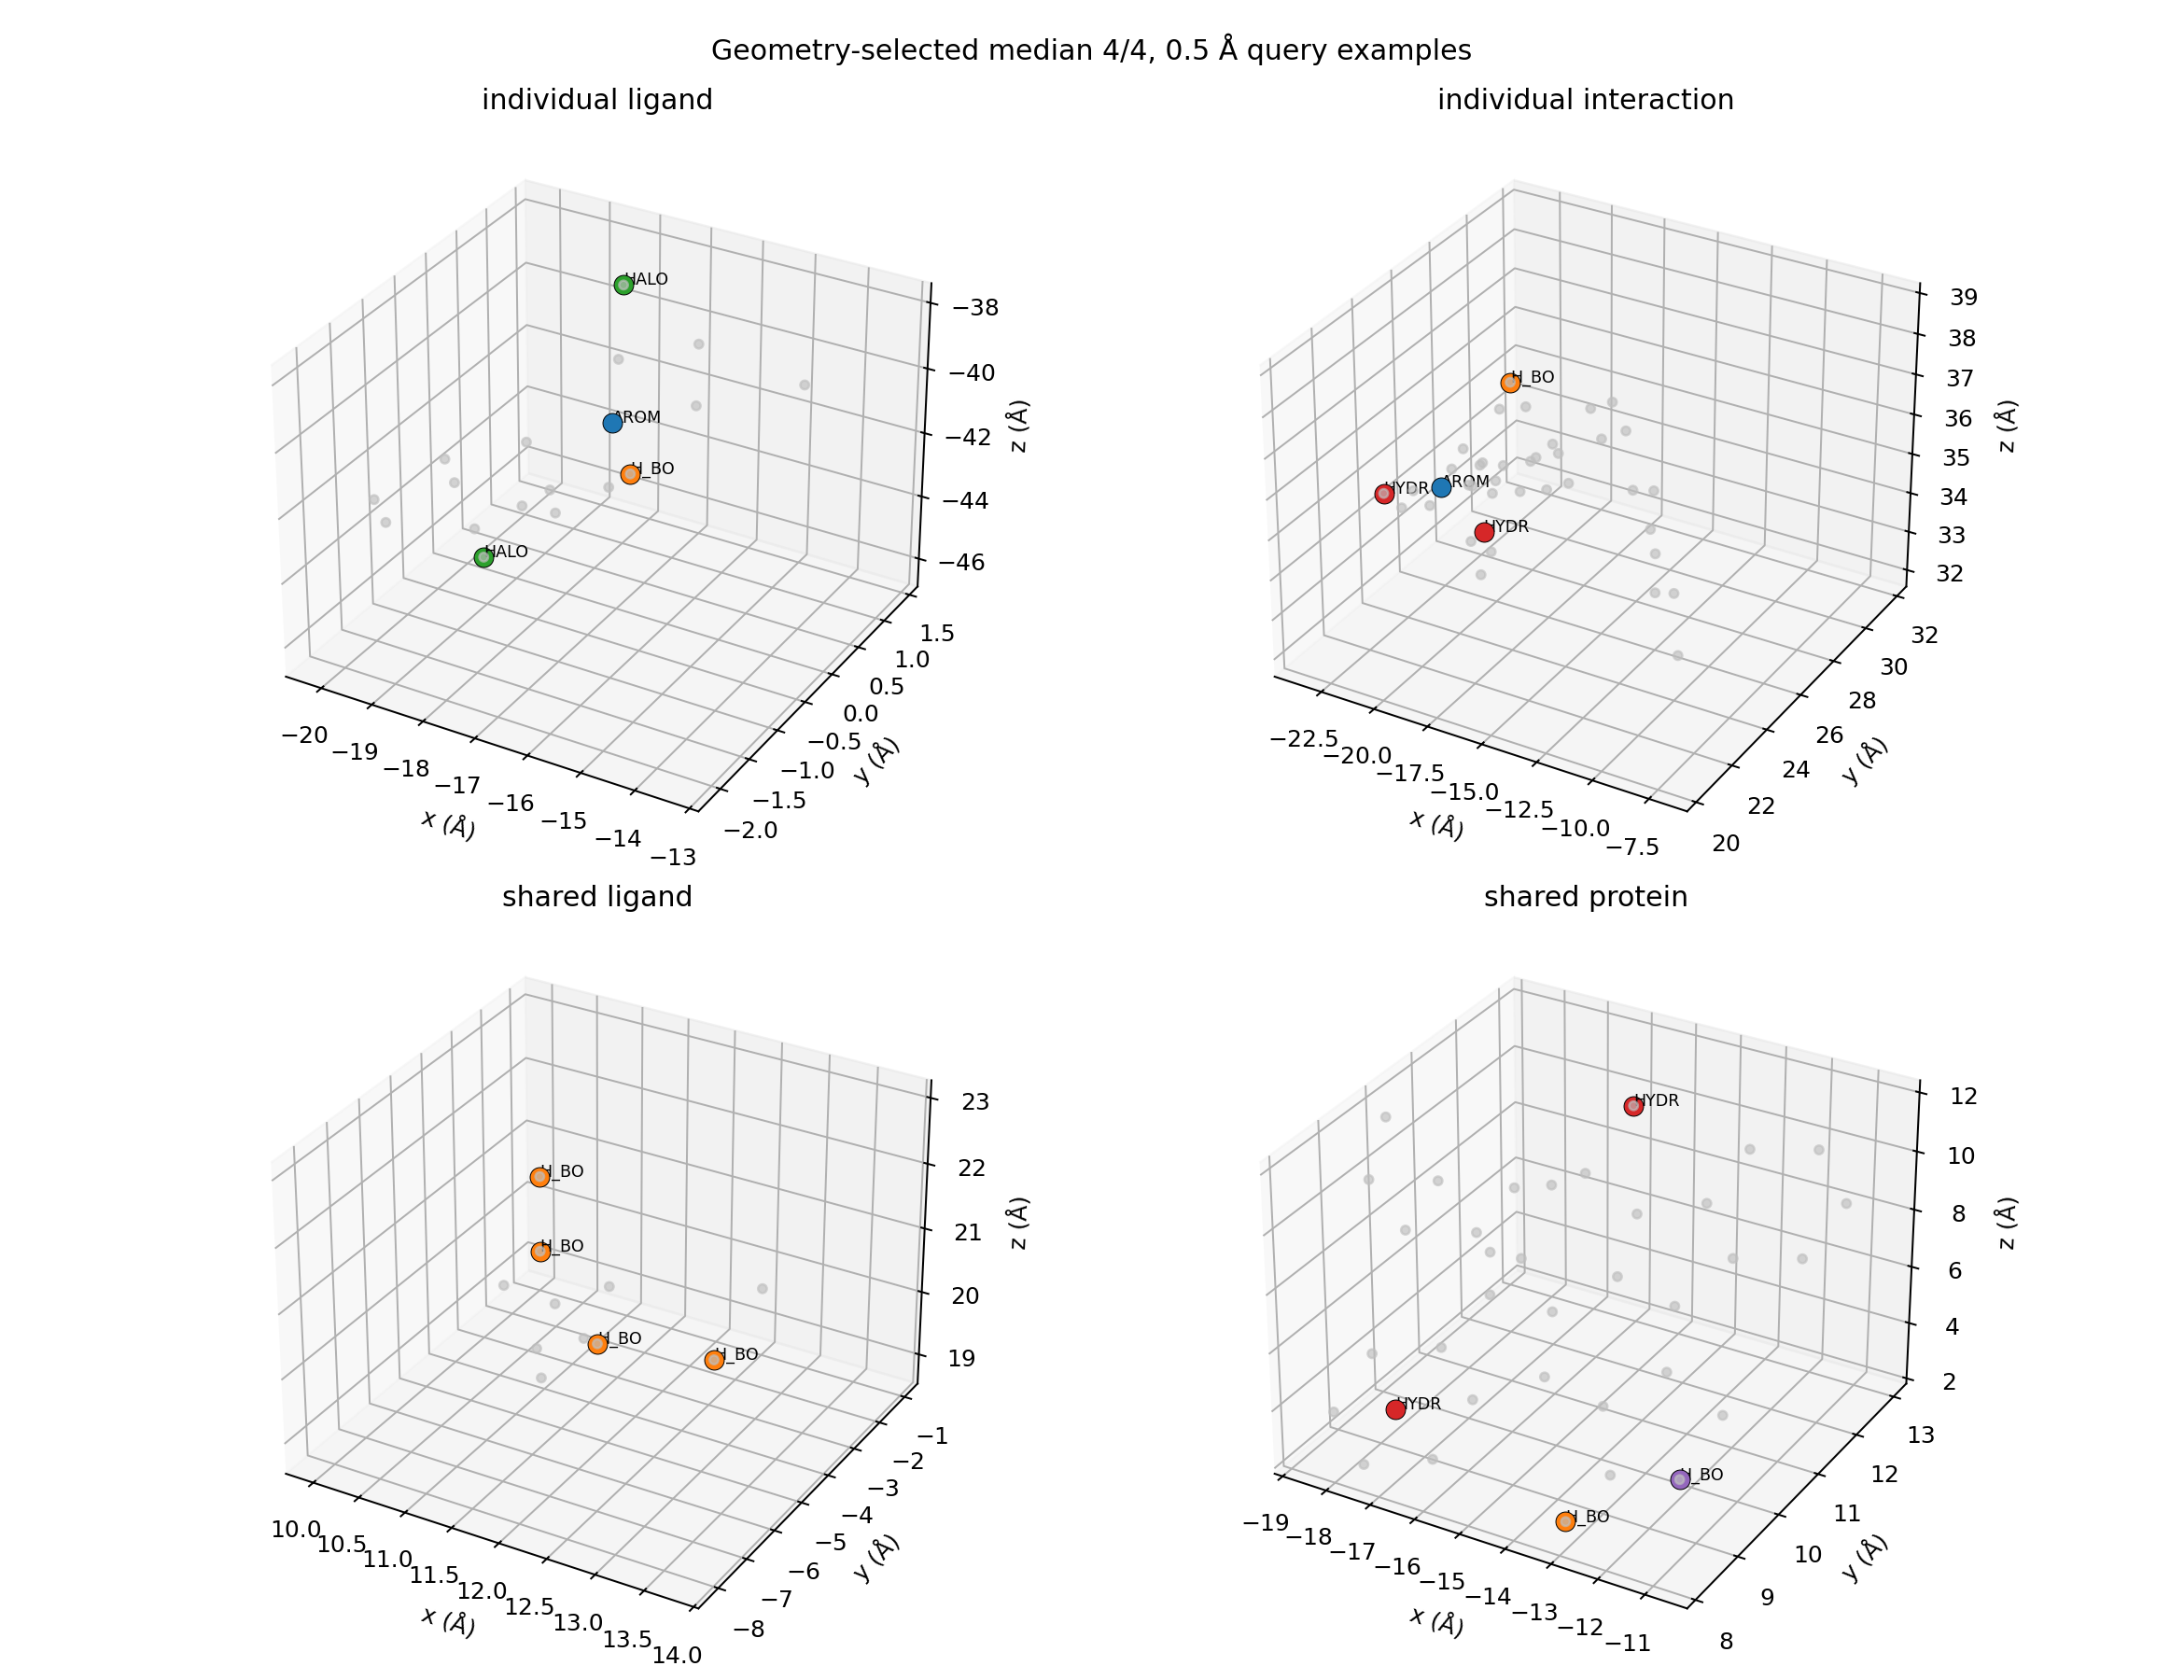 Geometry-selected median 4/4, 0.5 Å query examples
individual ligand
HALO
AROM
H_BO
HALO
−38
−40
−42
−44
−46
z (Å)
1.5
1.0
0.5
0.0
−0.5
−1.0
−1.5
−2.0
y (Å)
−20
−19
−18
−17
−16
−15
−14
−13
x (Å)
individual interaction
H_BO
HYDR
AROM
HYDR
39
38
37
36
35
34
33
32
z (Å)
32
30
28
26
24
22
20
y (Å)
−22.5
−20.0
−17.5
−15.0
−12.5
−10.0
−7.5
x (Å)
shared ligand
H_BO
H_BO
H_BO
H_BO
23
22
21
20
19
z (Å)
−1
−2
−3
−4
−5
−6
−7
−8
y (Å)
10.0
10.5
11.0
11.5
12.0
12.5
13.0
13.5
14.0
x (Å)
shared protein
HYDR
HYDR
H_BO
H_BO
12
10
8
6
4
2
z (Å)
13
12
11
10
9
8
y (Å)
−19
−18
−17
−16
−15
−14
−13
−12
−11
x (Å)